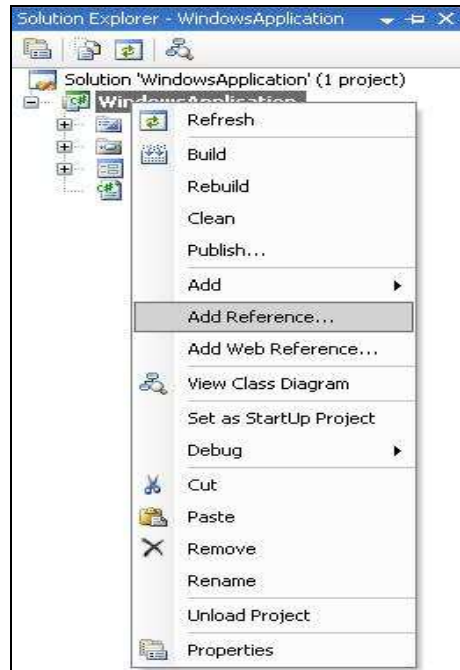 Solution Explorer - WindowsApplication
Solution 'WindowsApplication' (1 project)
WindowsApplication
Refresh
Build
Rebuild
Clean
Publish...
Add
Add Reference...
Add Web Reference...
View Class Diagram
Set as StartUp Project
Debug
Cut
Paste
Remove
Rename
Unload Project
Properties